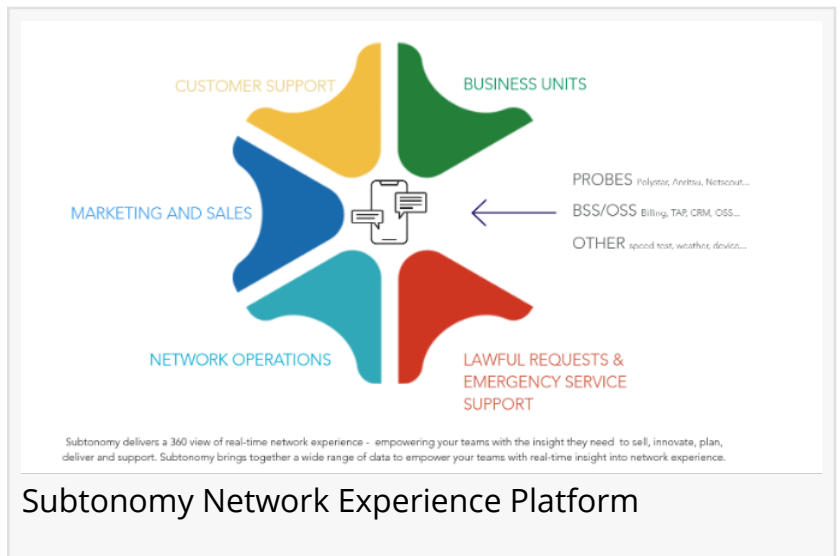 CUSTOMER SUPPORT
BUSINESS UNITS
PROBES Polystar, Anritsu, Netscout...
MARKETING AND SALES
BSS/OSS Billing, TAP, CRM, OSS...
OTHER speed test, weather, device...
NETWORK OPERATIONS
LAWFUL REQUESTS &
EMERGENCY SERVICE
SUPPORT
Subtonomy delivers a 360 view of real-time network experience - empowering your teams with the insight they need to sell, innovate, plan,
deliver and support. Subtonomy brings together a wide range of data to empower your teams with real-time insight into network experience.
Subtonomy Network Experience Platform